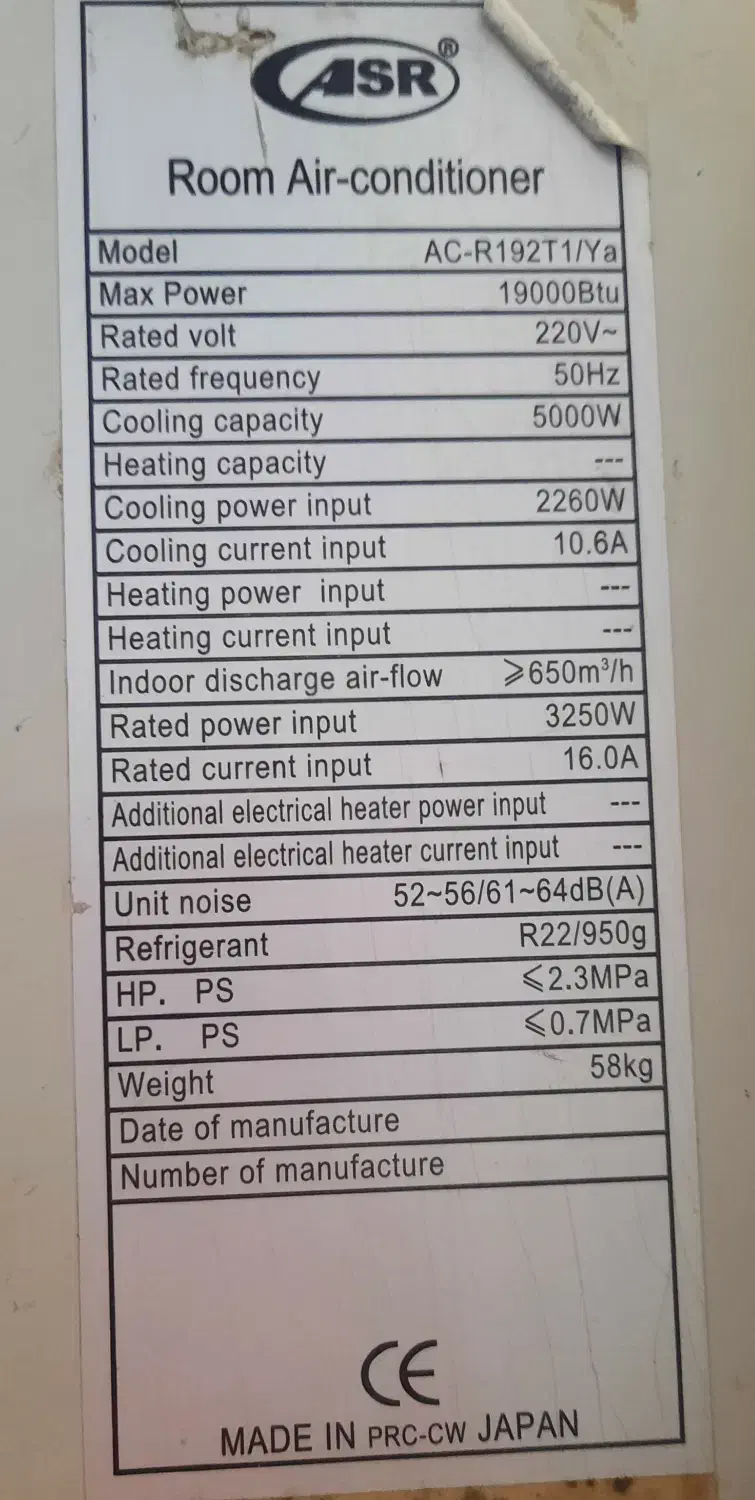 ASR®
Room Air-conditioner
Model AC-R192T1/Ya
Max Power 19000Btu
Rated volt 220V~
Rated frequency 50Hz
Cooling capacity 5000W
Heating capacity ---
Cooling power input 2260W
Cooling current input 10.6A
Heating power input ---
Heating current input ---
Indoor discharge air-flow ⩾650m³/h
Rated power input 3250W
Rated current input 16.0A
Additional electrical heater power input ---
Additional electrical heater current input ---
Unit noise 52~56/61~64dB(A)
Refrigerant R22/950g
HP. PS ⩽2.3MPa
LP. PS ⩽0.7MPa
Weight 58kg
Date of manufacture
Number of manufacture
CE
MADE IN PRC-CW JAPAN